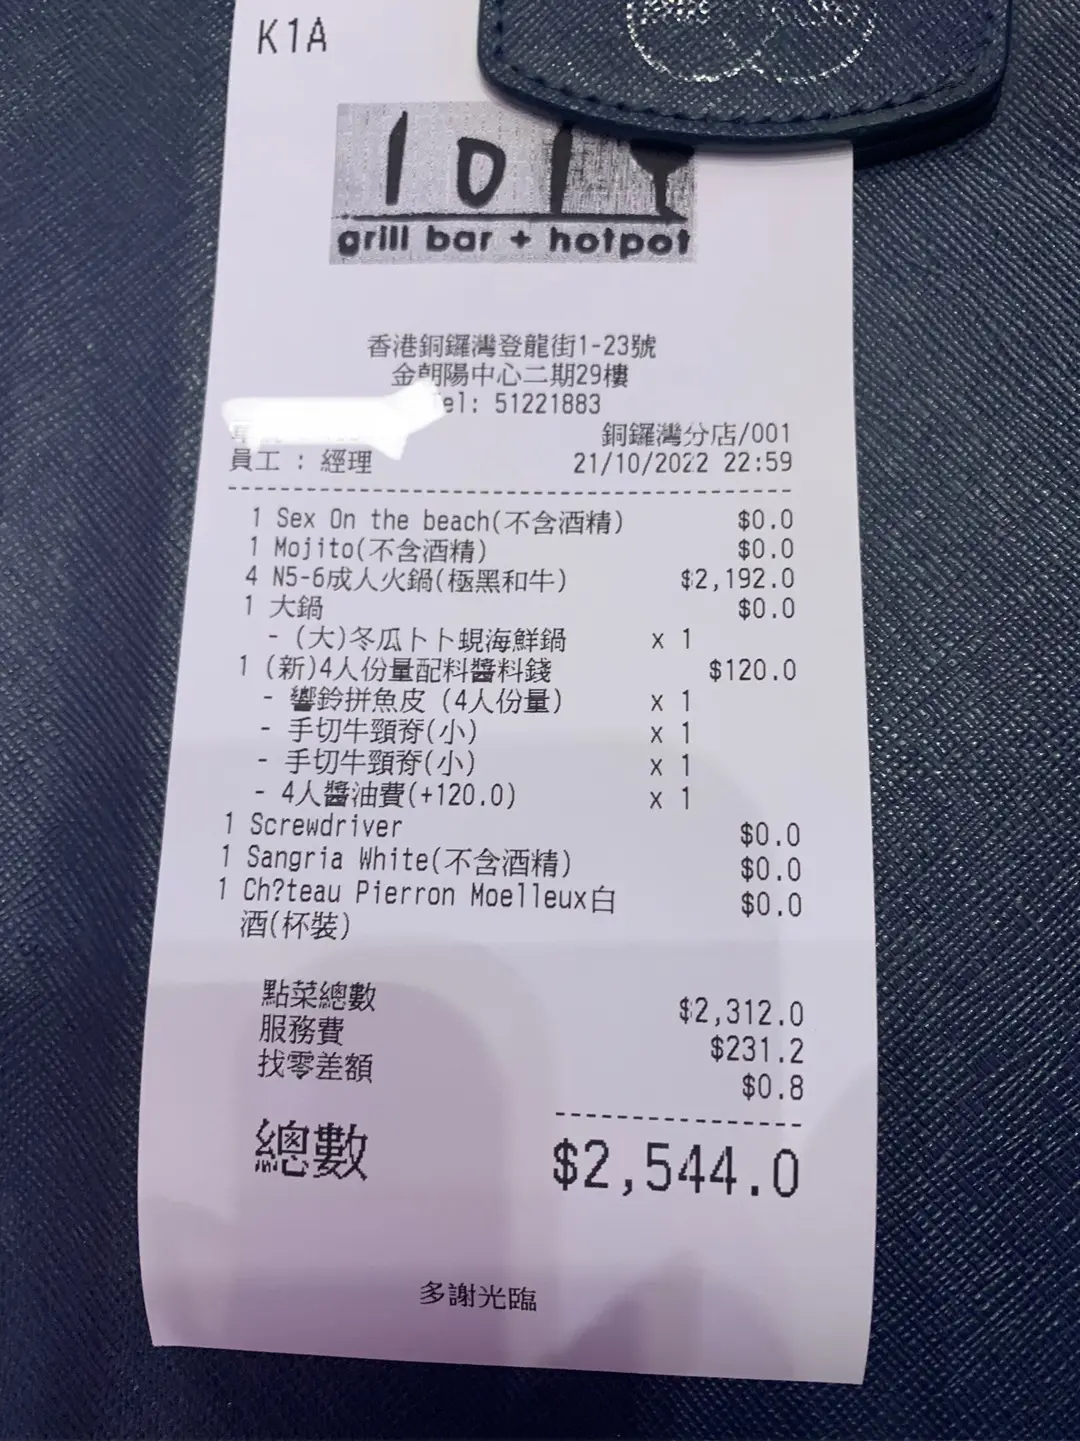 K1A
101
grill bar + hotpot
香港銅鑼灣登龍街1-23號
金朝陽中心二期29樓
Tel: 51221883
銅鑼灣分店/001
員工 : 經理 21/10/2022 22:59
1 Sex On the beach(不含酒精) $0.0
1 Mojito(不含酒精) $0.0
4 N5-6成人火鍋(極黑和牛) $2,192.0
1 大鍋 $0.0
- (大)冬瓜卜卜蜆海鮮鍋 x 1
1 (新)4人份量配料醬料錢 $120.0
- 響鈴拼魚皮 (4人份量) x 1
- 手切牛頸脊(小) x 1
- 手切牛頸脊(小) x 1
- 4人醬油費(+120.0) x 1
1 Screwdriver $0.0
1 Sangria White(不含酒精) $0.0
1 Ch?teau Pierron Moelleux白 $0.0
酒(杯裝)
點菜總數 $2,312.0
服務費 $231.2
找零差額 $0.8
總數 $2,544.0
多謝光臨